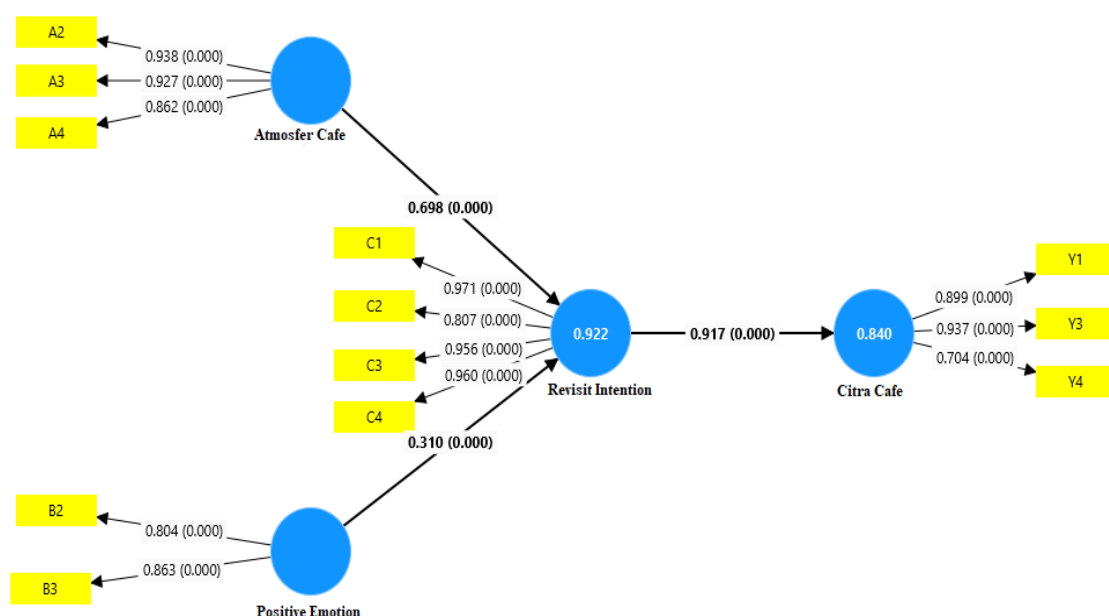 A2
0.938 (0.000)
A3
0.927 (0.000)
A4
0.862 (0.000)
Atmosfer Cafe
0.698 (0.000)
C1
0.971 (0.000)
C2
0.807 (0.000)
C3
0.956 (0.000)
C4
0.960 (0.000)
0.922
Revisit Intention
0.917 (0.000)
0.840
Citra Cafe
Y1
0.899 (0.000)
Y3
0.937 (0.000)
Y4
0.704 (0.000)
0.310 (0.000)
B2
0.804 (0.000)
B3
0.863 (0.000)
Positive Emotion